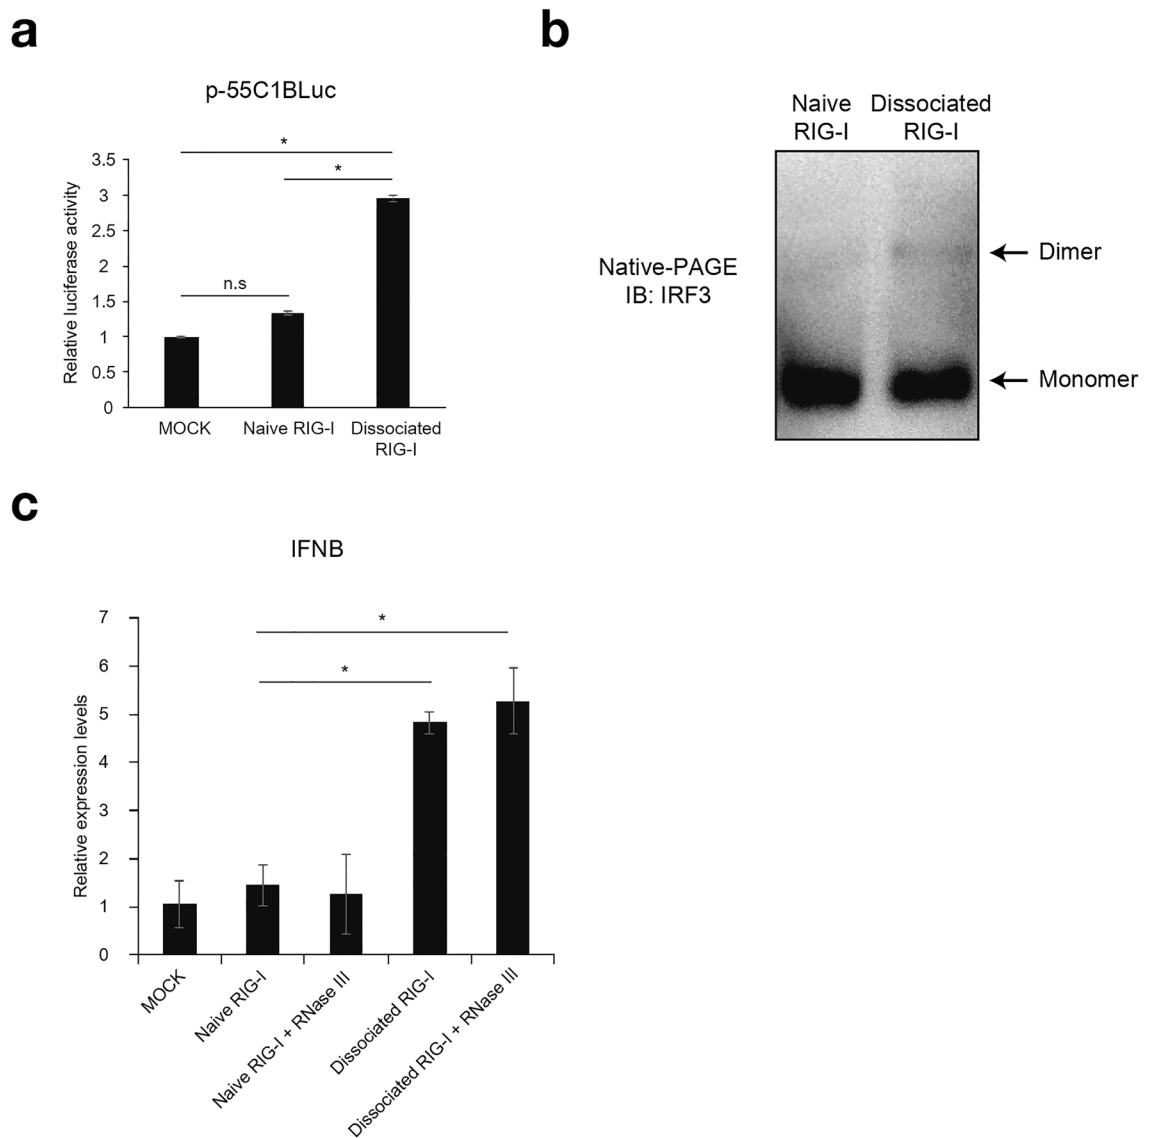 a
p-55C1BLuc
*
*
n.s
Relative luciferase activity
3.5
3
2.5
2
1.5
1
0.5
0
MOCK
Naive RIG-I
Dissociated
RIG-I
b
Naive
RIG-I
Dissociated
RIG-I
Native-PAGE
IB: IRF3
Dimer
Monomer
c
IFNB
*
*
Relative expression levels
7
6
5
4
3
2
1
0
MOCK
Naive RIG-I
Naive RIG-I + RNase III
Dissociated RIG-I
Dissociated RIG-I + RNase III